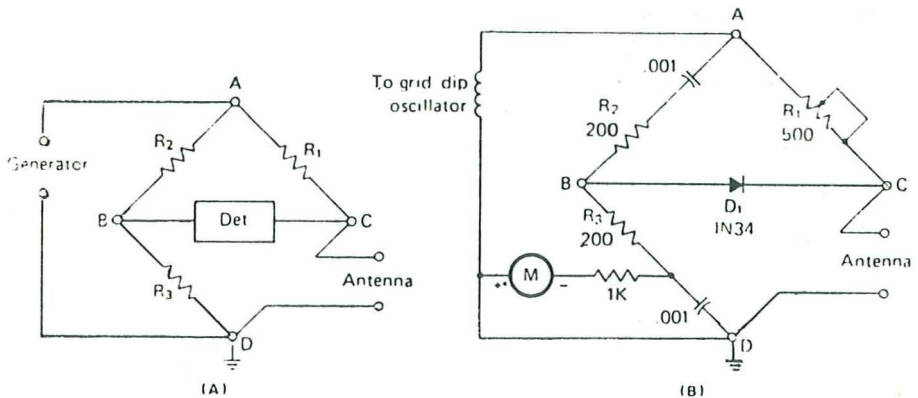 A
Generator
R₂
R₁
B
Det
C
R₃
Antenna
D
(A)
A
To grid dip
oscillator
.001
R₂
200
R₁
500
B
C
D₁
IN34
R₃
200
Antenna
+
M
−
1K
.001
D
(B)